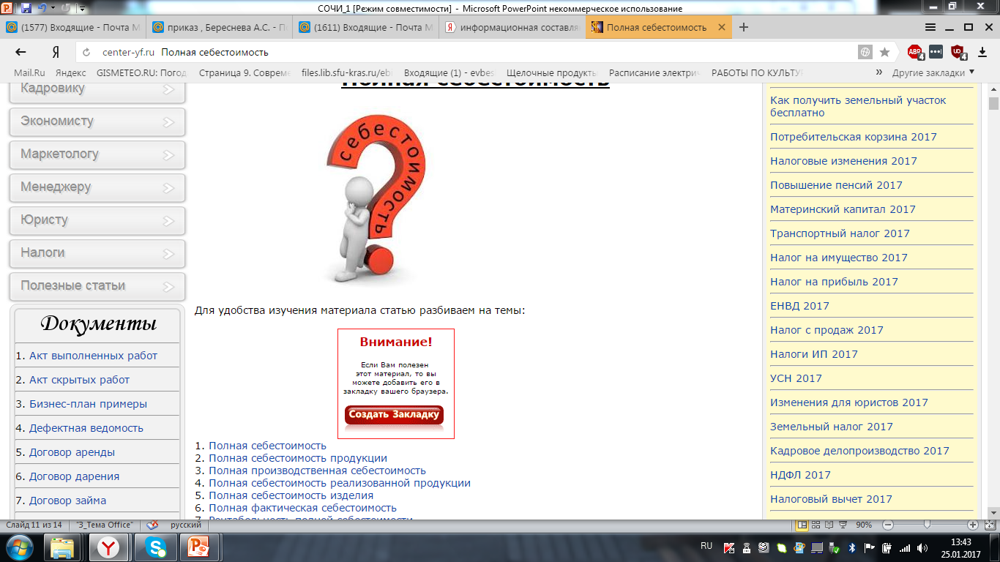 СОЧИ_1 [Режим совместимости] - Microsoft PowerPoint некоммерческое использование
(1577) Входящие - Почта M
приказ , Береснева А.С. - П
(1611) Входящие - Почта M
информационная составля
Полная себестоимость
center-yf.ru Полная себестоимость
ABP 4
4
Mail.Ru
Яндекс
GISMETEO.RU: Погод
Страница 9. Совреме
files.lib.sfu-kras.ru/ebi
Входящие (1) - evbes
Щелочные продукты
Расписание электрич
РАБОТЫ ПО КУЛЬТУР
Другие закладки
Кадровику
Экономисту
Маркетологу
Менеджеру
Юристу
Налоги
Полезные статьи
Документы
1. Акт выполненных работ
2. Акт скрытых работ
3. Бизнес-план примеры
4. Дефектная ведомость
5. Договор аренды
6. Договор дарения
7. Договор займа
Полная себестоимость
себестоимость
Для удобства изучения материала статью разбиваем на темы:
Внимание!
Если Вам полезен
этот материал, то вы
можете добавить его в
закладку вашего браузера.
Создать Закладку
1. Полная себестоимость
2. Полная себестоимость продукции
3. Полная производственная себестоимость
4. Полная себестоимость реализованной продукции
5. Полная себестоимость изделия
6. Полная фактическая себестоимость
7. Рентабельность полной себестоимости
Как получить земельный участок
бесплатно
Потребительская корзина 2017
Налоговые изменения 2017
Повышение пенсий 2017
Материнский капитал 2017
Транспортный налог 2017
Налог на имущество 2017
Налог на прибыль 2017
ЕНВД 2017
Налог с продаж 2017
Налоги ИП 2017
УСН 2017
Изменения для юристов 2017
Земельный налог 2017
Кадровое делопроизводство 2017
НДФЛ 2017
Налоговый вычет 2017
Слайд 11 из 14
"3_Тема Office"
русский
90%
RU
13:43
25.01.2017